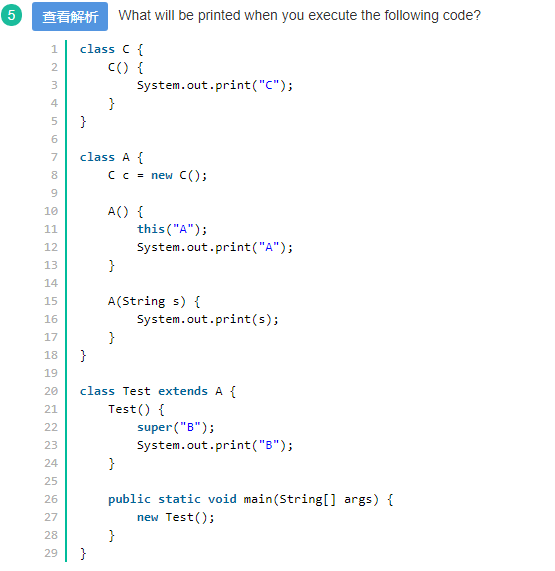 5 查看解析 What will be printed when you execute the following code?
1 class C {
2     C() {
3         System.out.print("C");
4     }
5 }
6
7 class A {
8     C c = new C();
9
10     A() {
11         this("A");
12         System.out.print("A");
13     }
14
15     A(String s) {
16         System.out.print(s);
17     }
18 }
19
20 class Test extends A {
21     Test() {
22         super("B");
23         System.out.print("B");
24     }
25
26     public static void main(String[] args) {
27         new Test();
28     }
29 }